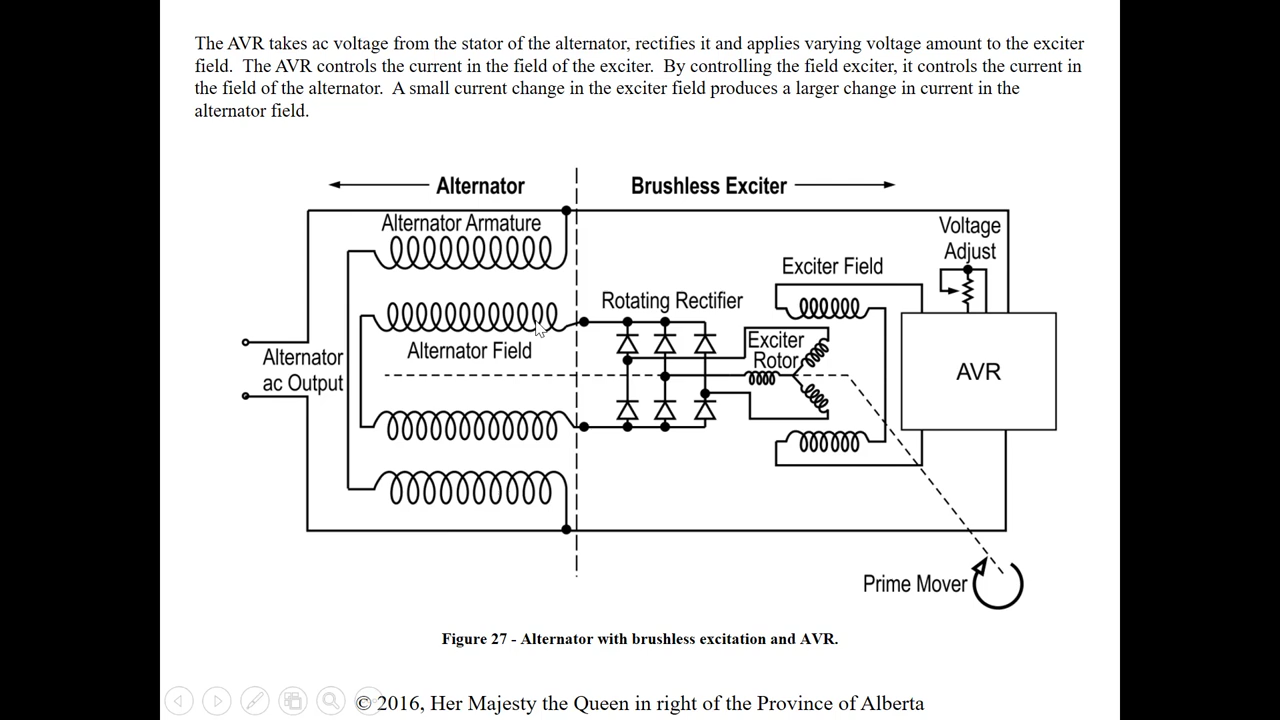 The AVR takes ac voltage from the stator of the alternator, rectifies it and applies varying voltage amount to the exciter
field.  The AVR controls the current in the field of the exciter.  By controlling the field exciter, it controls the current in
the field of the alternator.  A small current change in the exciter field produces a larger change in current in the
alternator field.
Alternator
Brushless Exciter
Alternator Armature
Voltage
Adjust
Exciter Field
Rotating Rectifier
Alternator Field
Exciter
Rotor
Alternator
ac Output
AVR
Prime Mover
Figure 27 - Alternator with brushless excitation and AVR.
© 2016, Her Majesty the Queen in right of the Province of Alberta